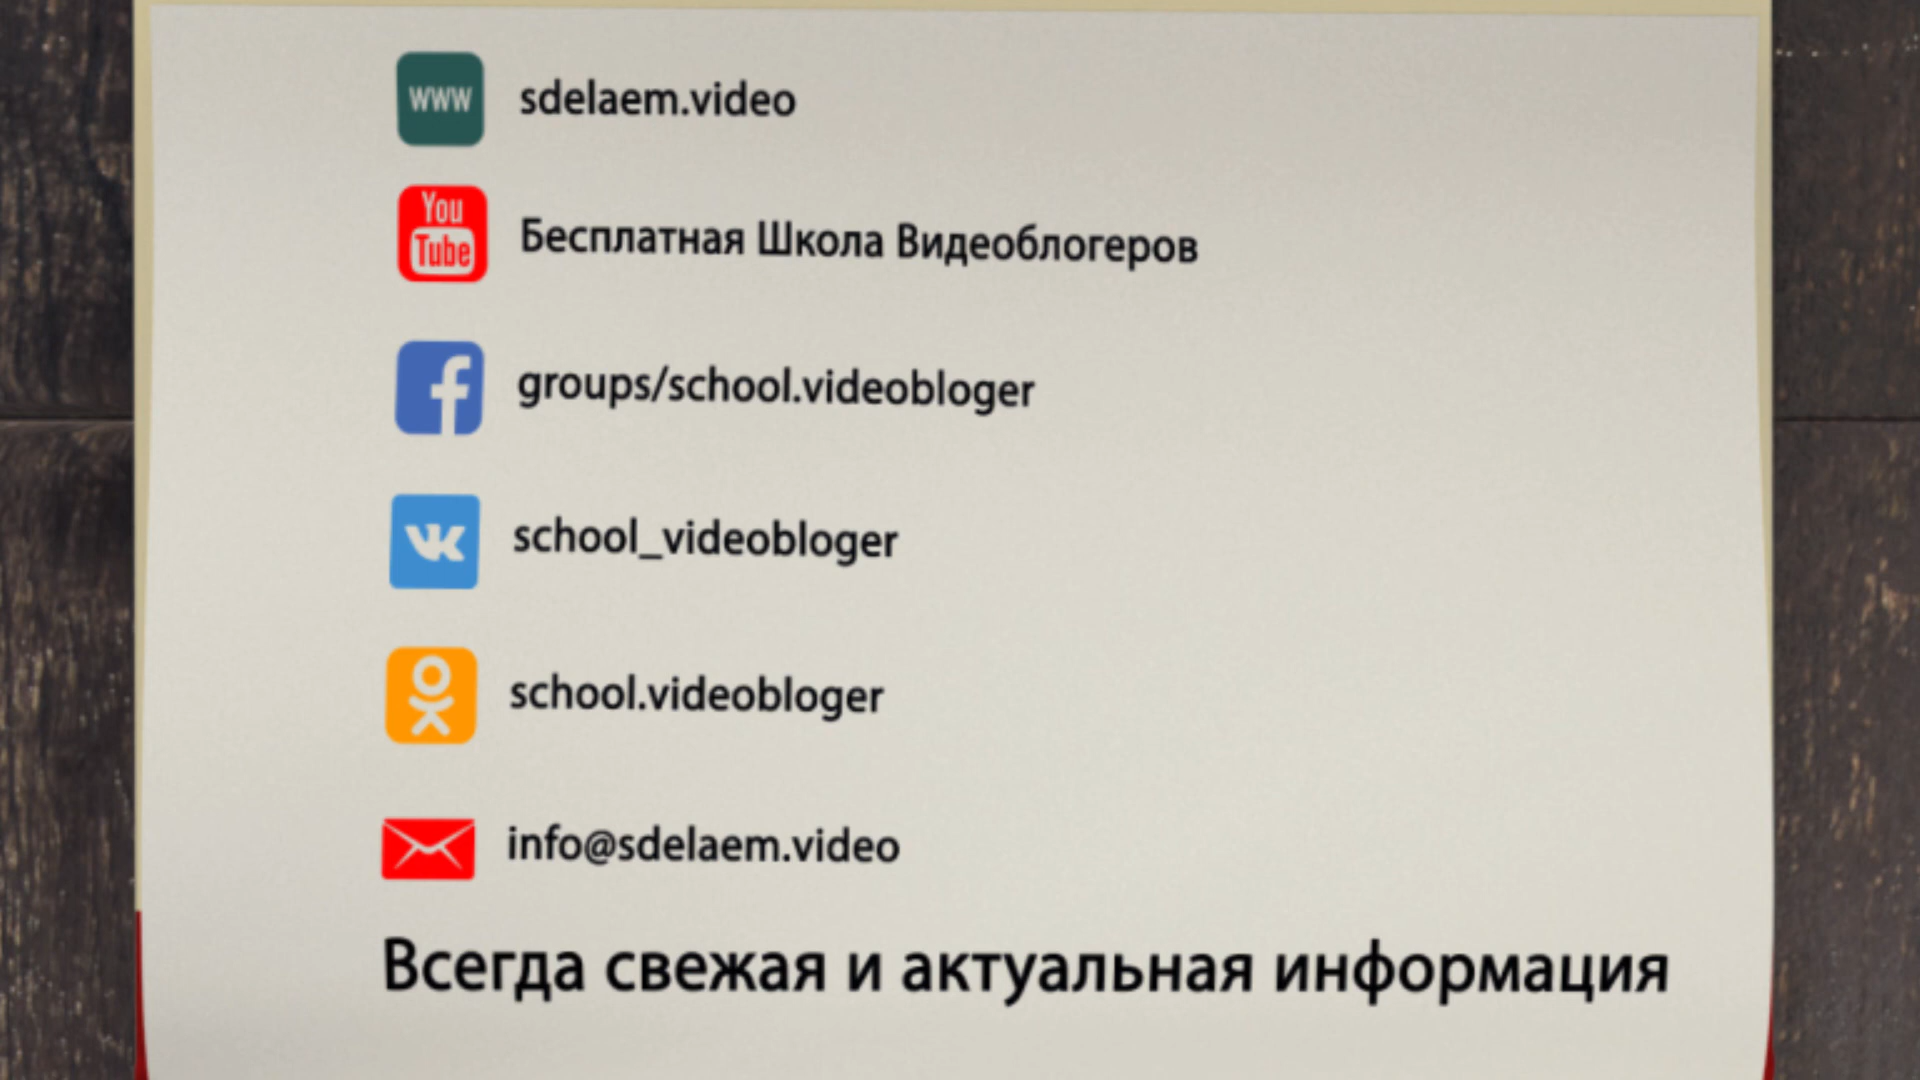 www sdelaem.video
You Tube Бесплатная Школа Видеоблогеров
f groups/school.videobloger
school_videobloger
school.videobloger
info@sdelaem.video
Всегда свежая и актуальная информация